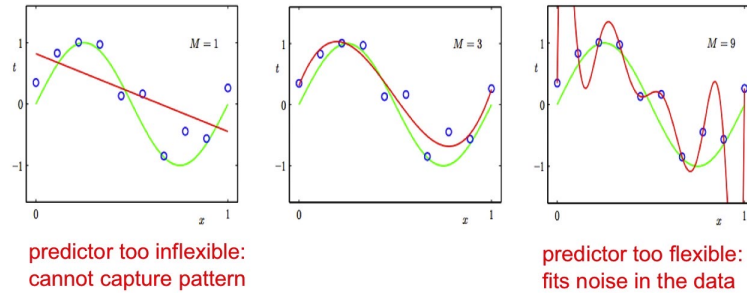 1
t
0
−1
M = 1
0
x
1
1
t
0
−1
M = 3
0
x
1
1
t
0
−1
M = 9
0
x
1
predictor too inflexible:
cannot capture pattern
predictor too flexible:
fits noise in the data